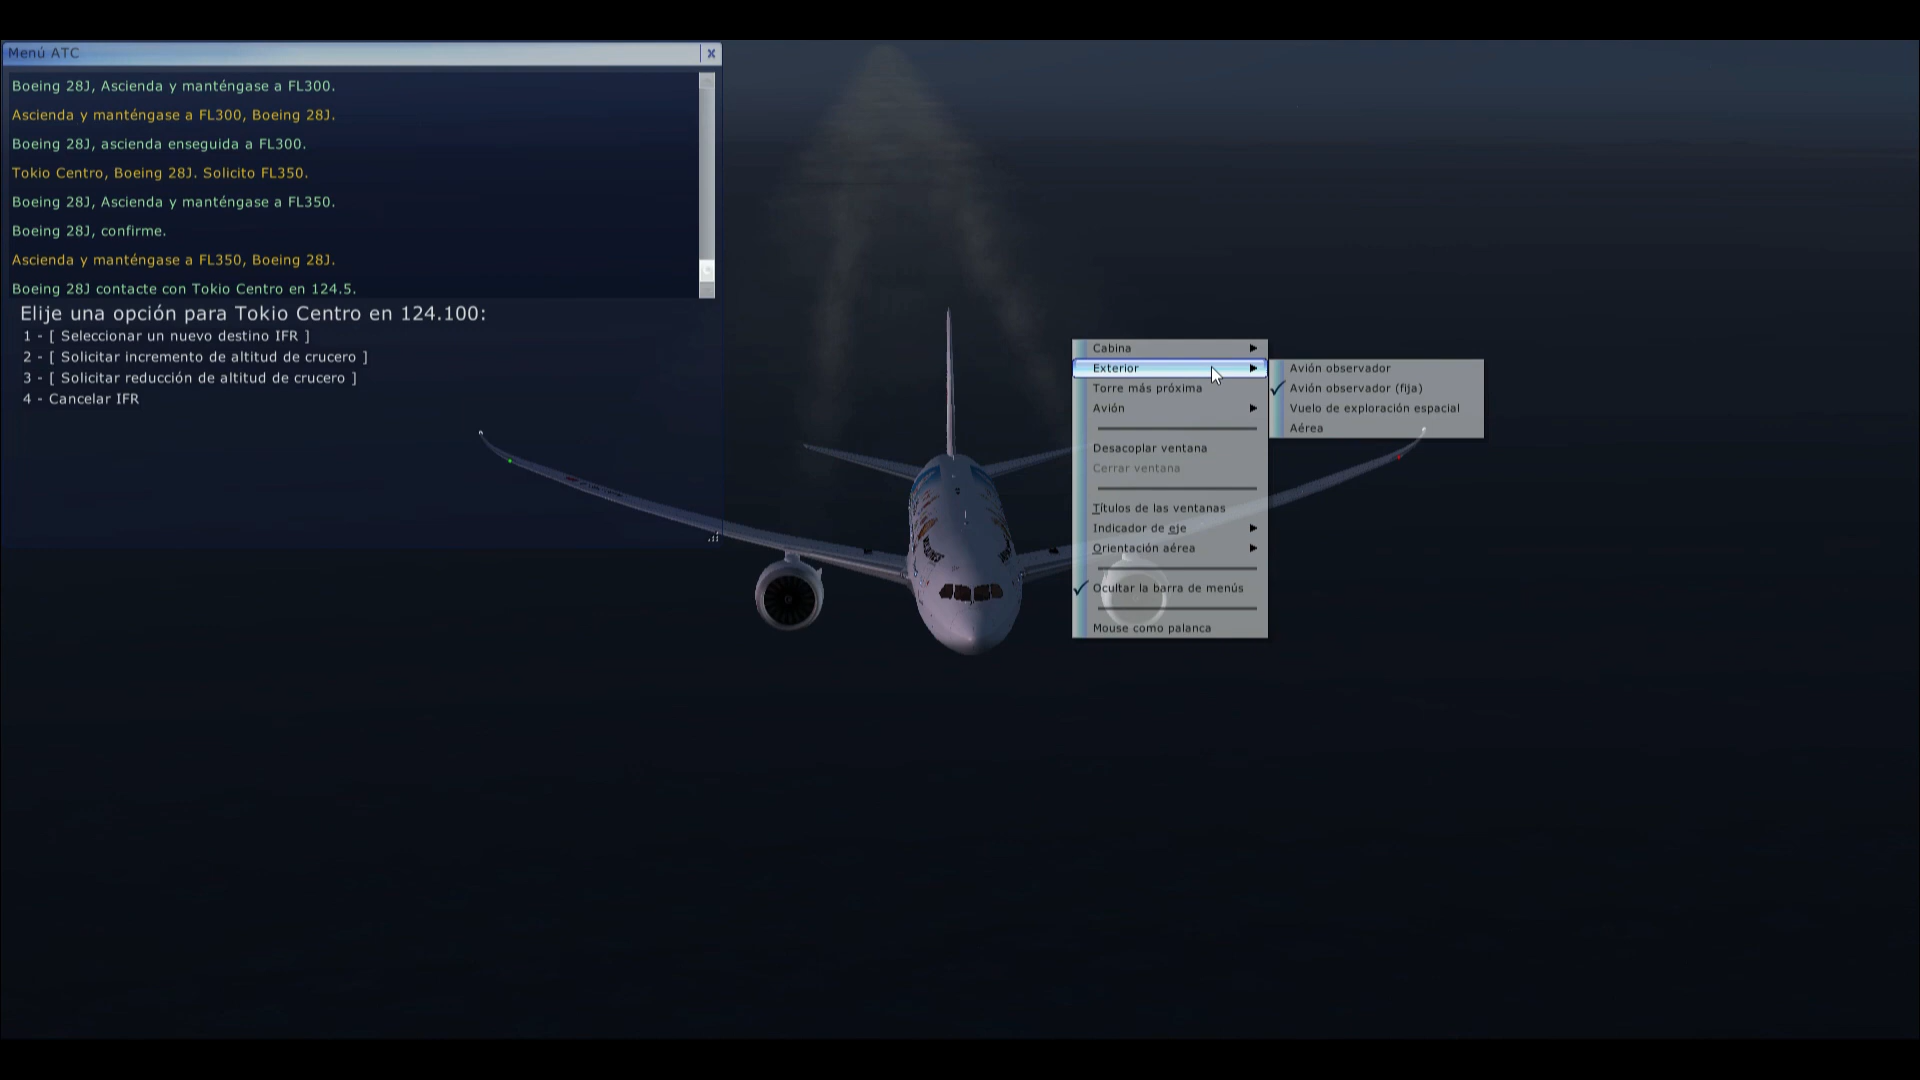 Menú ATC
Boeing 28J, Ascienda y manténgase a FL300.
Ascienda y manténgase a FL300, Boeing 28J.
Boeing 28J, ascienda enseguida a FL300.
Tokio Centro, Boeing 28J. Solicito FL350.
Boeing 28J, Ascienda y manténgase a FL350.
Boeing 28J, confirme.
Ascienda y manténgase a FL350, Boeing 28J.
Boeing 28J contacte con Tokio Centro en 124.5.
Elije una opción para Tokio Centro en 124.100:
1 - [ Seleccionar un nuevo destino IFR ]
2 - [ Solicitar incremento de altitud de crucero ]
3 - [ Solicitar reducción de altitud de crucero ]
4 - Cancelar IFR
Cabina
Exterior
Torre más próxima
Avión
Desacoplar ventana
Cerrar ventana
Títulos de las ventanas
Indicador de eje
Orientación aérea
Ocultar la barra de menús
Mouse como palanca
Avión observador
Avión observador (fija)
Vuelo de exploración espacial
Aérea